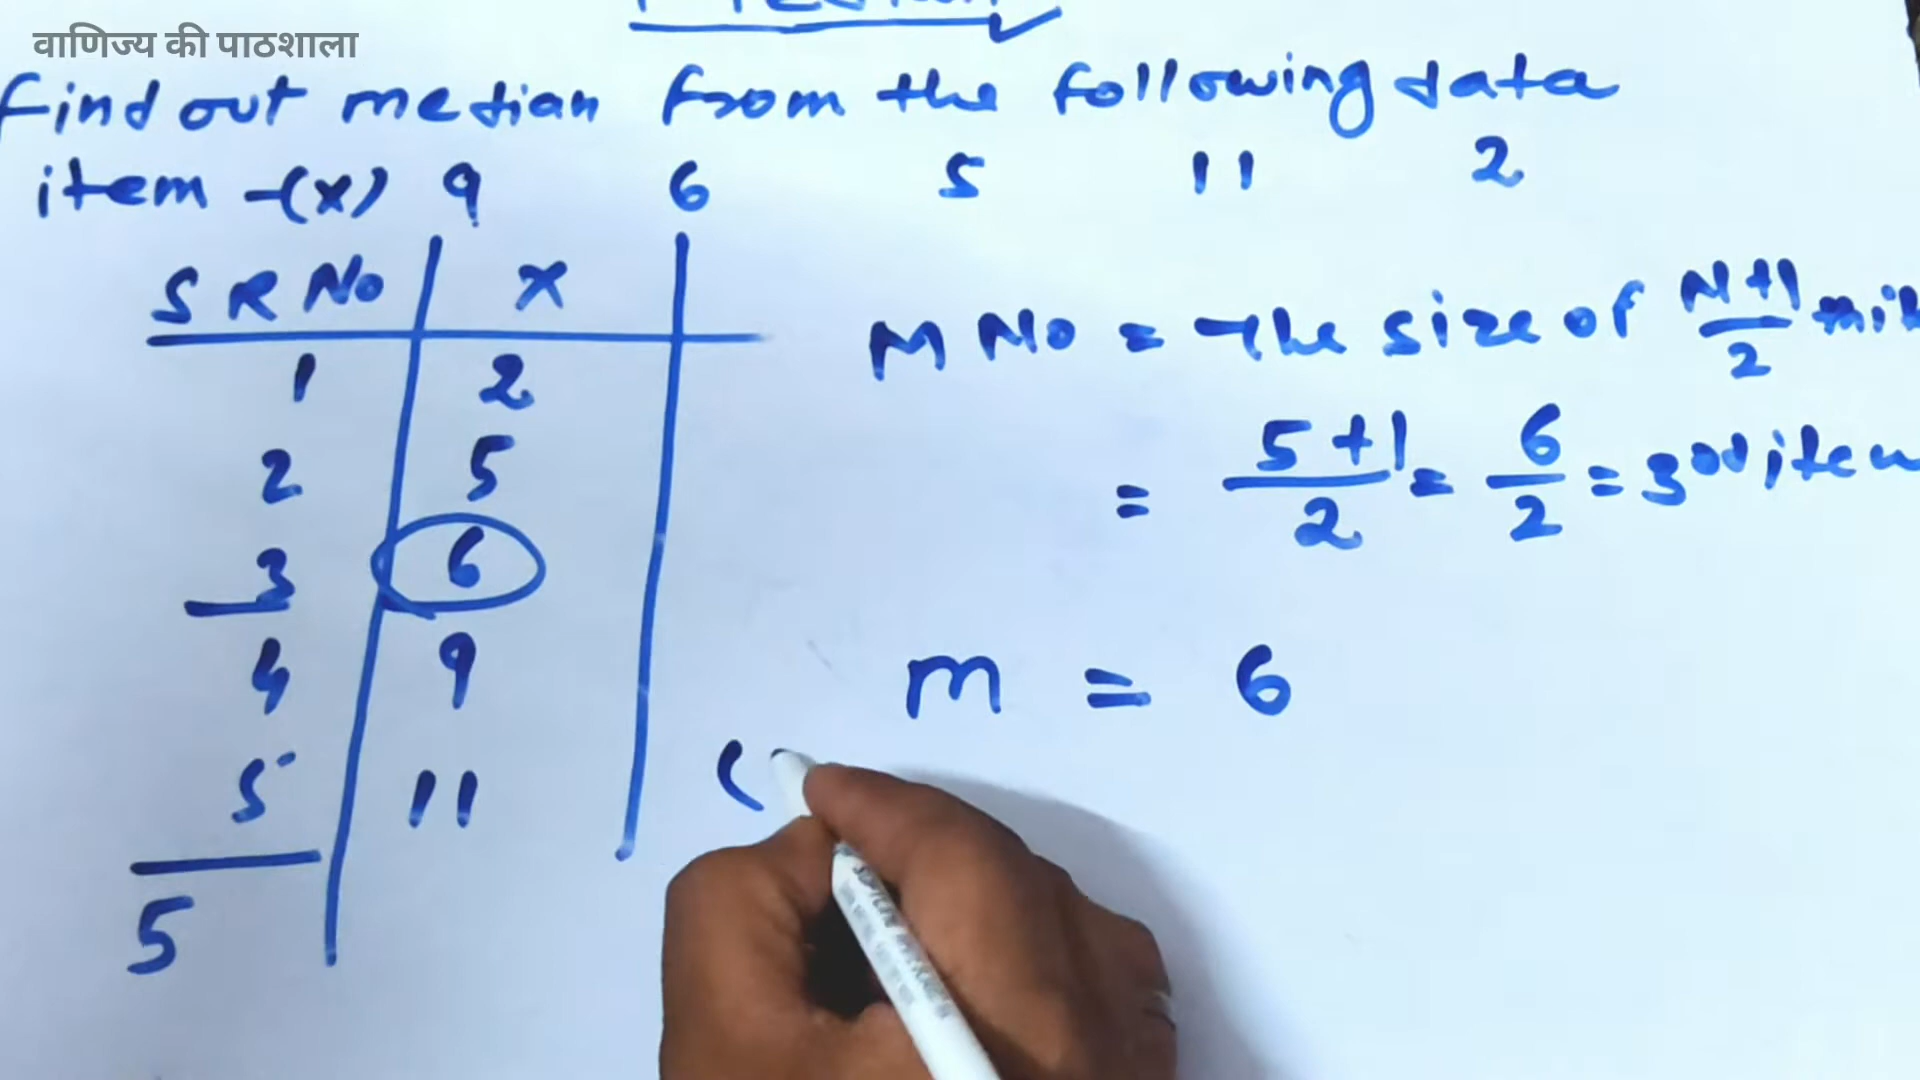 वाणिज्य की पाठशाला
Find out median from the following data
item -(x) 9 6 5 11 2
SR No x
1 2
2 5
3 6
4 9
5 11
5
M No = the size of N+1/2
= 5+1/2 = 6/2 = 3rd item
m = 6
(